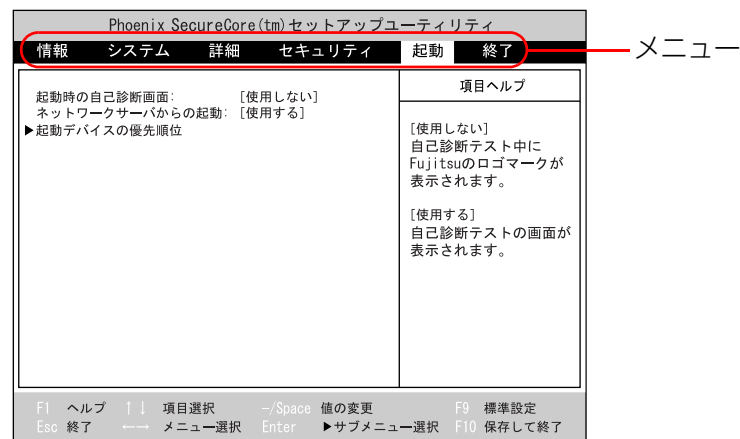 Phoenix SecureCore(tm)セットアップユーティリティ
情報 システム 詳細 セキュリティ 起動 終了
メニュー
起動時の自己診断画面: [使用しない]
ネットワークサーバからの起動: [使用する]
▶起動デバイスの優先順位
項目ヘルプ
[使用しない]
自己診断テスト中に
Fujitsuのロゴマークが
表示されます。
[使用する]
自己診断テストの画面が
表示されます。
F1 ヘルプ ↑↓ 項目選択 -/Space 値の変更 F9 標準設定
Esc 終了 ←→ メニュー選択 Enter ▶サブメニュー選択 F10 保存して終了